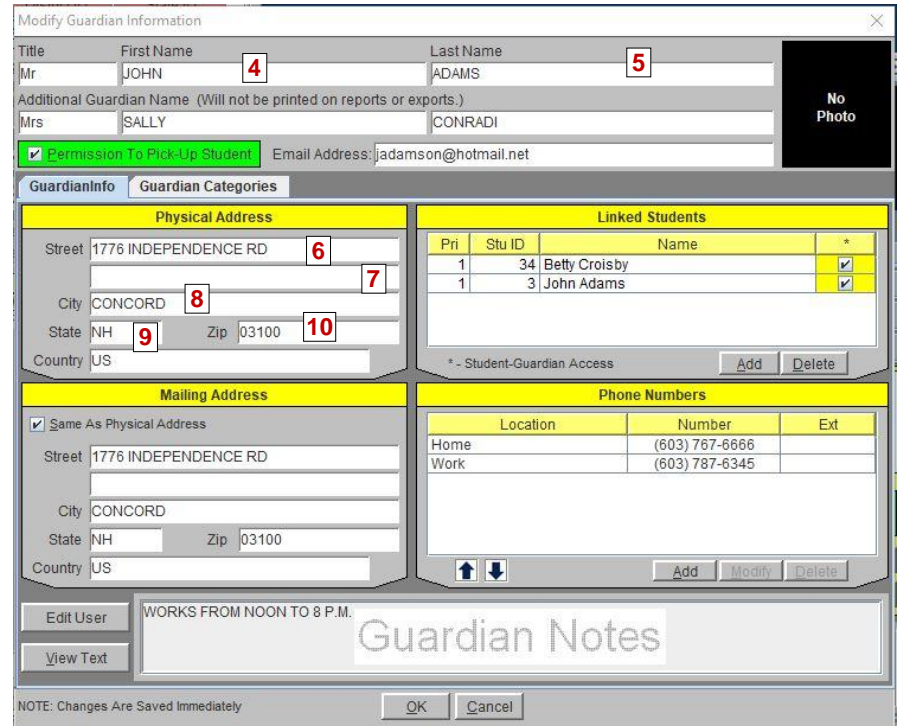 Modify Guardian Information
Title First Name Last Name
Mr JOHN 4 ADAMS 5
Additional Guardian Name (Will not be printed on reports or exports.)
Mrs SALLY CONRADI
No
Photo
Permission To Pick-Up Student Email Address: jadamson@hotmail.net
GuardianInfo Guardian Categories
Physical Address
Street 1776 INDEPENDENCE RD 6
7
City CONCORD 8
State NH 9 Zip 03100 10
Country US
Linked Students
Pri Stu ID Name *
1 34 Betty Croisby
1 3 John Adams
* - Student-Guardian Access Add Delete
Mailing Address
Same As Physical Address
Street 1776 INDEPENDENCE RD
City CONCORD
State NH Zip 03100
Country US
Phone Numbers
Location Number Ext
Home (603) 767-6666
Work (603) 787-6345
Add Modify Delete
Edit User
View Text
WORKS FROM NOON TO 8 P.M.
Guardian Notes
NOTE: Changes Are Saved Immediately OK Cancel